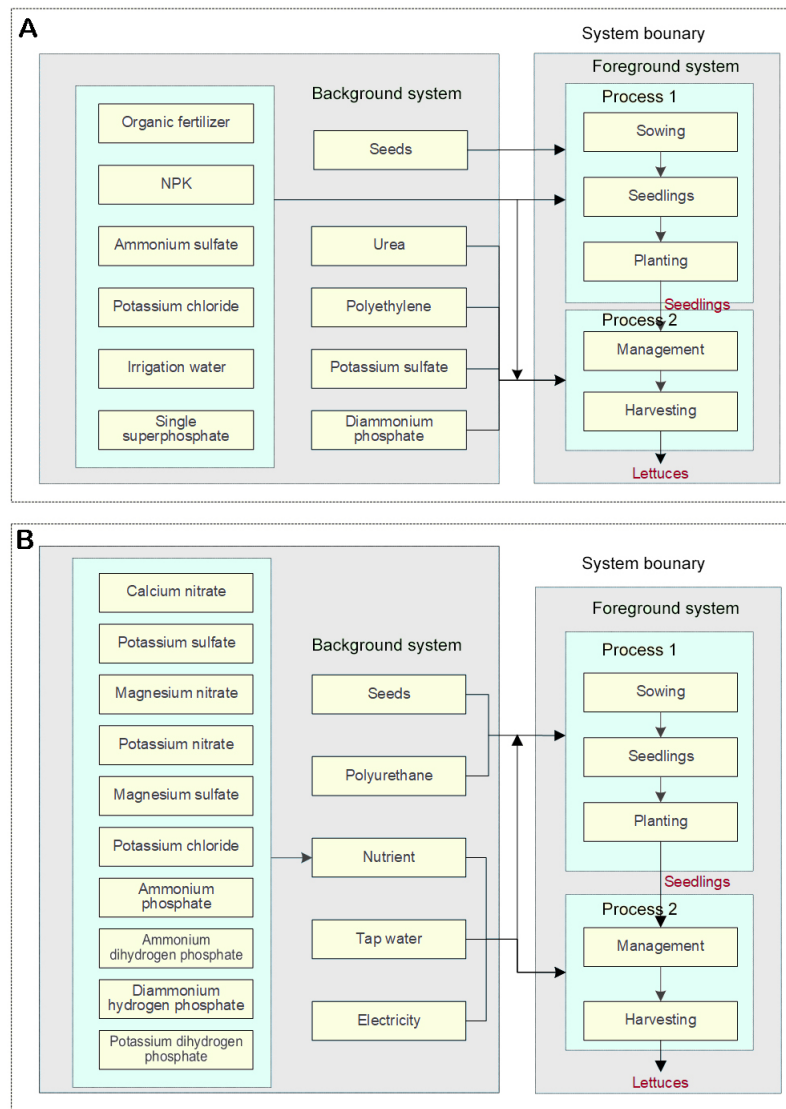 A
System bounary
Background system
Foreground system
Organic fertilizer
NPK
Ammonium sulfate
Potassium chloride
Irrigation water
Single
superphosphate
Seeds
Urea
Polyethylene
Potassium sulfate
Diammonium
phosphate
Process 1
Sowing
Seedlings
Planting
Seedlings
Process 2
Management
Harvesting
Lettuces
B
System bounary
Background system
Foreground system
Calcium nitrate
Potassium sulfate
Magnesium nitrate
Potassium nitrate
Magnesium sulfate
Potassium chloride
Ammonium
phosphate
Ammonium
dihydrogen phosphate
Diammonium
hydrogen phosphate
Potassium dihydrogen
phosphate
Seeds
Polyurethane
Nutrient
Tap water
Electricity
Process 1
Sowing
Seedlings
Planting
Seedlings
Process 2
Management
Harvesting
Lettuces